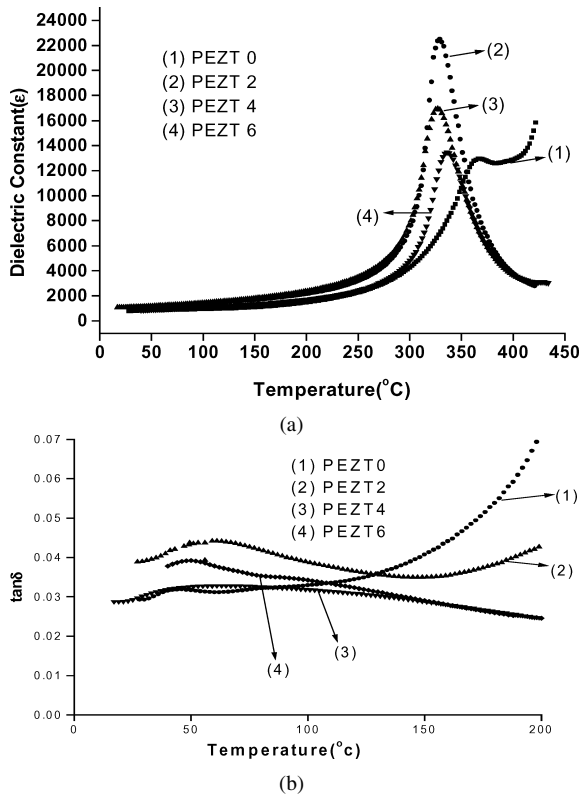 24000
22000
20000
18000
16000
14000
12000
10000
8000
6000
4000
2000
0
Dielectric Constant(ε)
(1) PEZT 0
(2) PEZT 2
(3) PEZT 4
(4) PEZT 6
(2)
(3)
(1)
(4)
0 50 100 150 200 250 300 350 400 450
Temperature(°C)
(a)
0.07
0.06
0.05
0.04
0.03
0.02
0.01
0.00
tanδ
(1) PEZT0
(2) PEZT2
(3) PEZT4
(4) PEZT6
(1)
(2)
(3)
(4)
0 50 100 150 200
Temperature(°c)
(b)